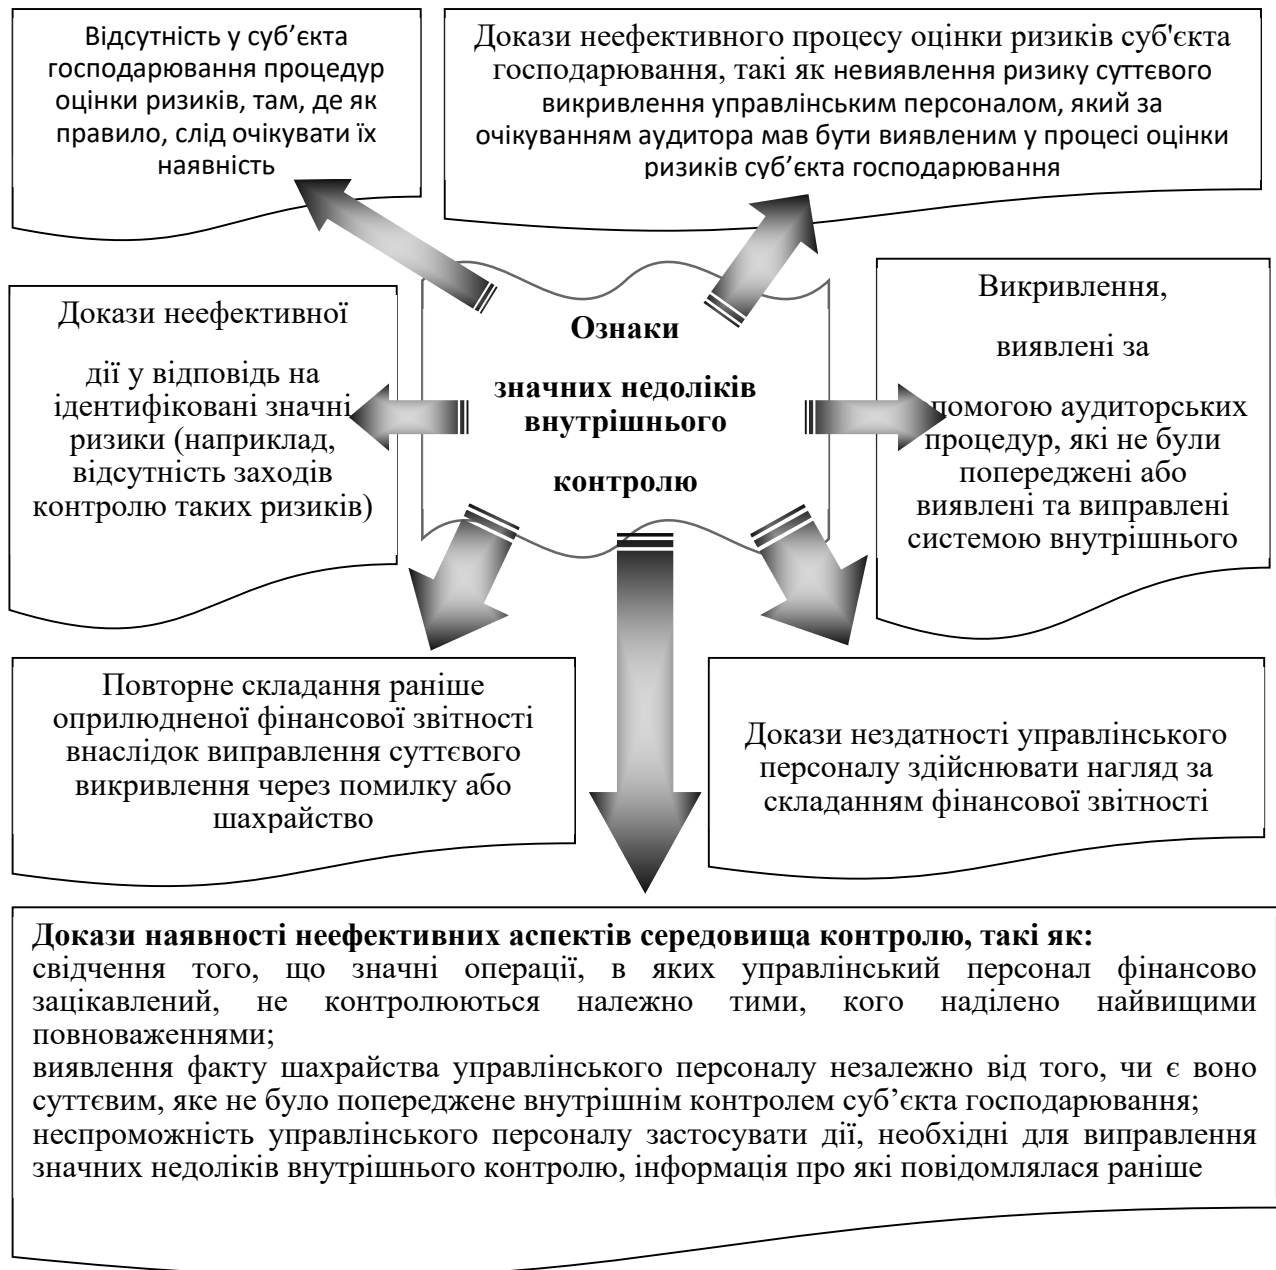 Відсутність у суб’єкта
господарювання процедур
оцінки ризиків, там, де як
правило, слід очікувати їх
наявність
Докази неефективного процесу оцінки ризиків суб'єкта
господарювання, такі як невиявлення ризику суттєвого
викривлення управлінським персоналом, який за
очікуванням аудитора мав бути виявленим у процесі оцінки
ризиків суб’єкта господарювання
Докази неефективної
дії у відповідь на
ідентифіковані значні
ризики (наприклад,
відсутність заходів
контролю таких ризиків)
Ознаки
значних недоліків
внутрішнього
контролю
Викривлення,
виявлені за
помогою аудиторських
процедур, які не були
попереджені або
виявлені та виправлені
системою внутрішнього
Повторне складання раніше
оприлюдненої фінансової звітності
внаслідок виправлення суттєвого
викривлення через помилку або
шахрайство
Докази нездатності управлінського
персоналу здійснювати нагляд за
складанням фінансової звітності
Докази наявності неефективних аспектів середовища контролю, такі як:
свідчення того, що значні операції, в яких управлінський персонал фінансово
зацікавлений, не контролюються належно тими, кого наділено найвищими
повноваженнями;
виявлення факту шахрайства управлінського персоналу незалежно від того, чи є воно
суттєвим, яке не було попереджене внутрішнім контролем суб’єкта господарювання;
неспроможність управлінського персоналу застосувати дії, необхідні для виправлення
значних недоліків внутрішнього контролю, інформація про які повідомлялася раніше